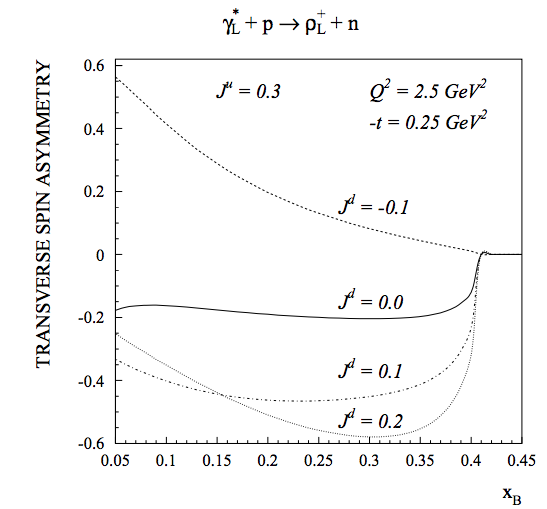 γ*L + p → ρ+L + n
TRANSVERSE SPIN ASYMMETRY
0.6
0.4
0.2
0
-0.2
-0.4
-0.6
J^u = 0.3
Q^2 = 2.5 GeV^2
-t = 0.25 GeV^2
J^d = -0.1
J^d = 0.0
J^d = 0.1
J^d = 0.2
0.05 0.1 0.15 0.2 0.25 0.3 0.35 0.4 0.45
x_B